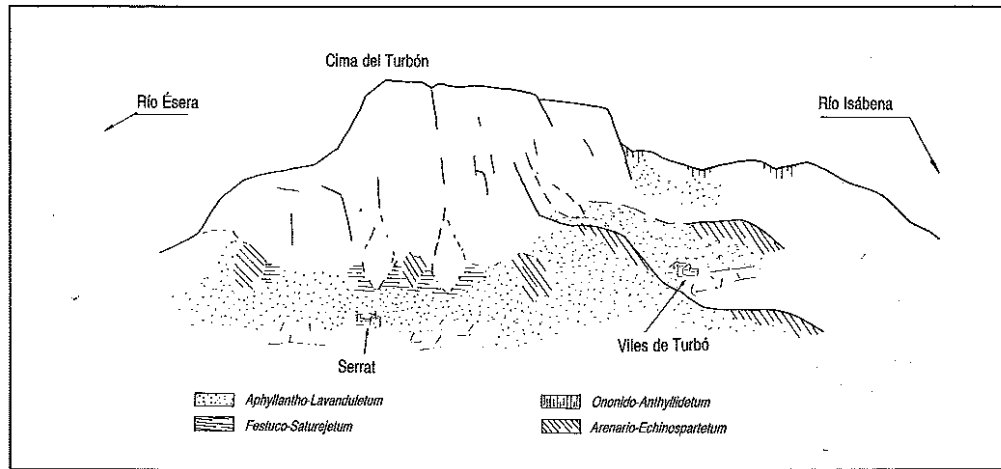 Cima del Turbón
Río Ésera
Río Isábena
Viles de Turbó
Serrat
Aphyllantho-Lavanduletum
Ononido-Anthyllidetum
Festuco-Saturejetum
Arenario-Echinospartetum